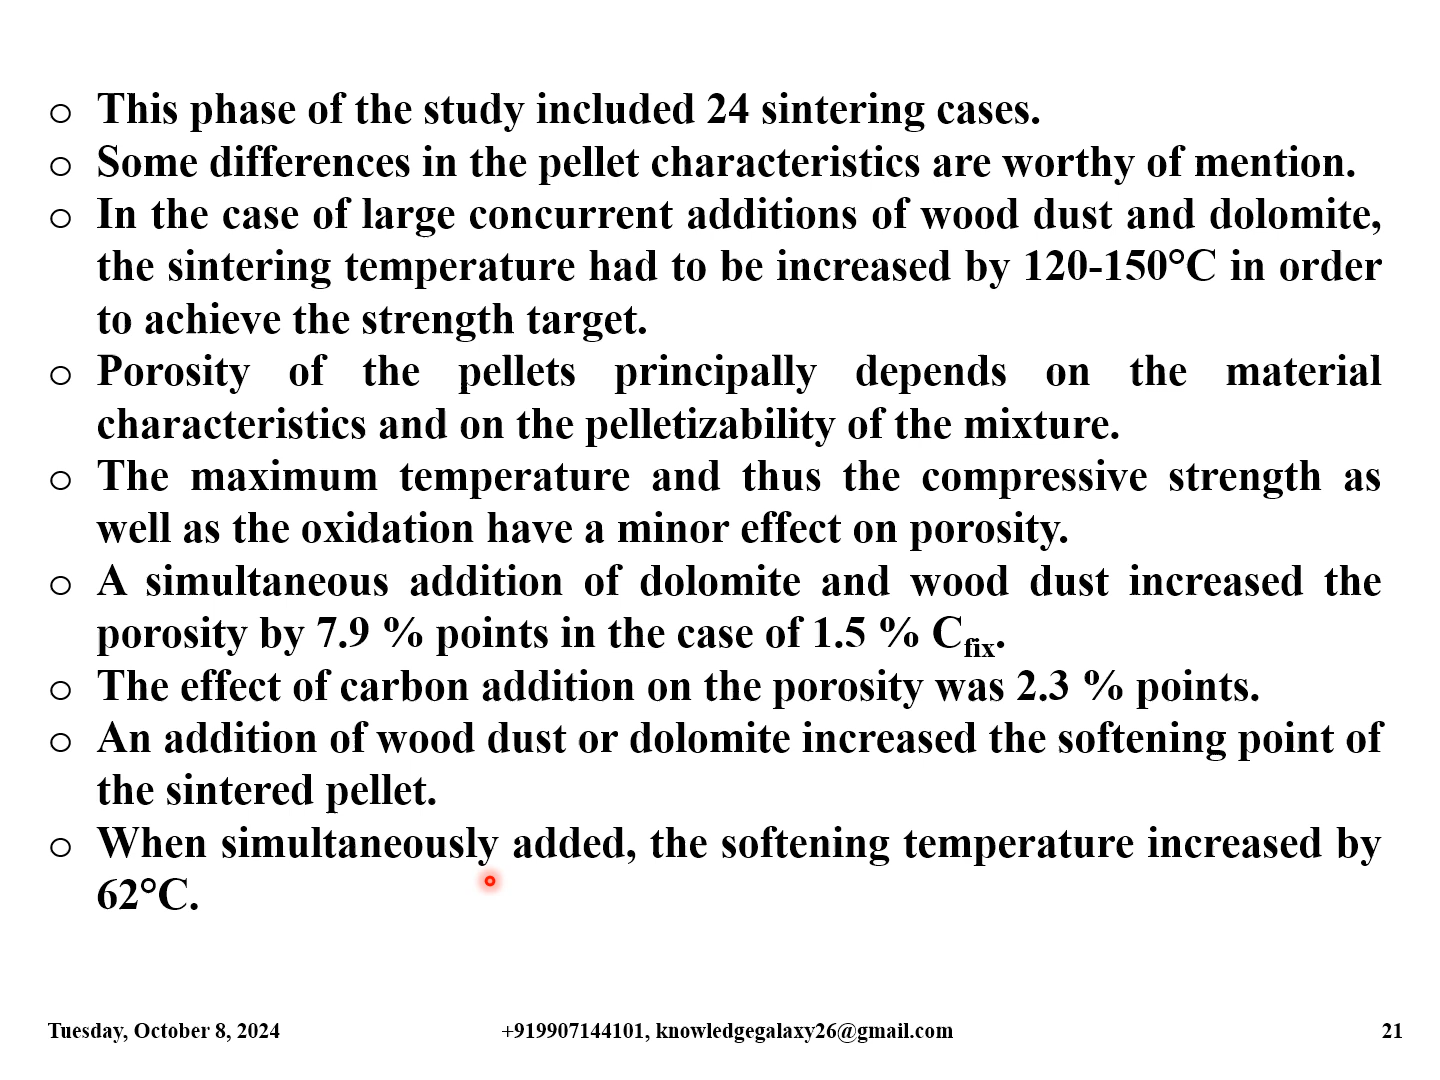 o This phase of the study included 24 sintering cases.
o Some differences in the pellet characteristics are worthy of mention.
o In the case of large concurrent additions of wood dust and dolomite,
the sintering temperature had to be increased by 120-150°C in order
to achieve the strength target.
o Porosity of the pellets principally depends on the material
characteristics and on the pelletizability of the mixture.
o The maximum temperature and thus the compressive strength as
well as the oxidation have a minor effect on porosity.
o A simultaneous addition of dolomite and wood dust increased the
porosity by 7.9 % points in the case of 1.5 % Cfix.
o The effect of carbon addition on the porosity was 2.3 % points.
o An addition of wood dust or dolomite increased the softening point of
the sintered pellet.
o When simultaneously added, the softening temperature increased by
62°C.
Tuesday, October 8, 2024 +919907144101, knowledgegalaxy26@gmail.com 21